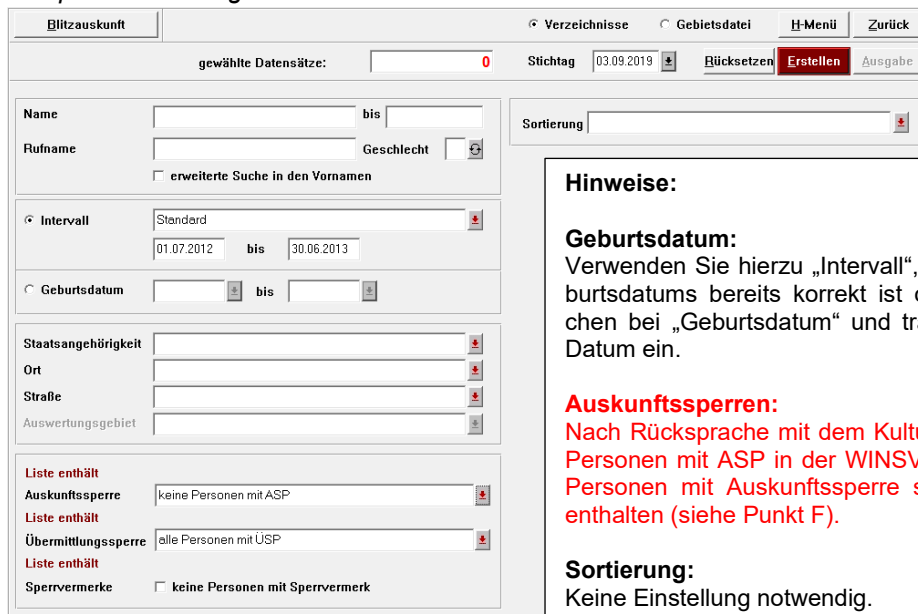 Blitzauskunft
Verzeichnisse Gebietsdatei H-Menü Zurück
gewählte Datensätze: 0 Stichtag 03.09.2019 Rücksetzen Erstellen Ausgabe
Name bis
Sortierung
Rufname Geschlecht
erweiterte Suche in den Vornamen
Intervall Standard
01.07.2012 bis 30.06.2013
Geburtsdatum bis
Staatsangehörigkeit
Ort
Straße
Auswertungsgebiet
Liste enthält
Auskunftssperre keine Personen mit ASP
Liste enthält
Übermittlungssperre alle Personen mit ÜSP
Liste enthält
Sperrvermerke keine Personen mit Sperrvermerk
Hinweise:
Geburtsdatum:
Verwenden Sie hierzu „Intervall“,
burtsdatums bereits korrekt ist
chen bei „Geburtsdatum“ und
Datum ein.
Auskunftssperren:
Nach Rücksprache mit dem
Personen mit ASP in der
Personen mit Auskunftssperre
enthalten (siehe Punkt F).
Sortierung:
Keine Einstellung notwendig.